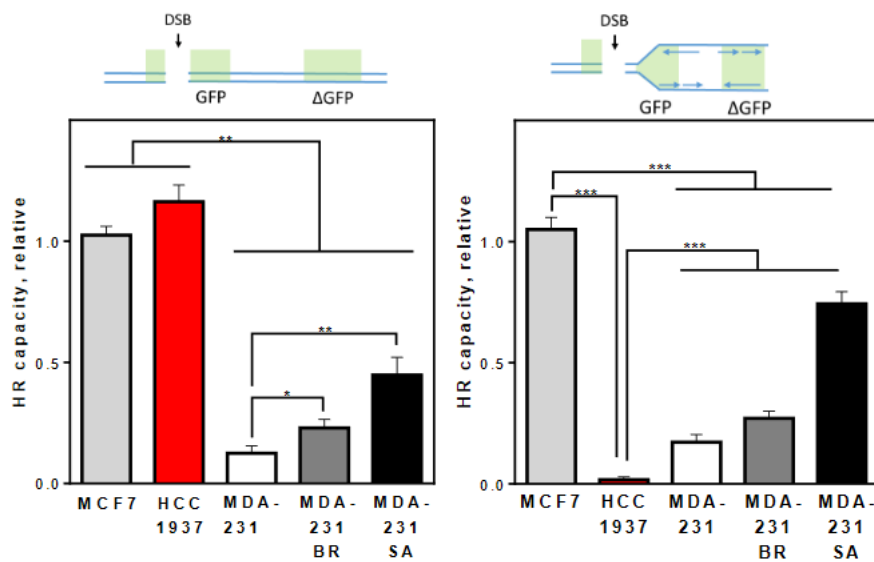 DSB
GFP ΔGFP
HR capacity, relative
1.0
0.5
0.0
**
**
*
MCF7 HCC 1937 MDA-231 MDA-231 BR MDA-231 SA
DSB
GFP ΔGFP
HR capacity, relative
1.0
0.5
0.0
***
***
***
MCF7 HCC 1937 MDA-231 MDA-231 BR MDA-231 SA